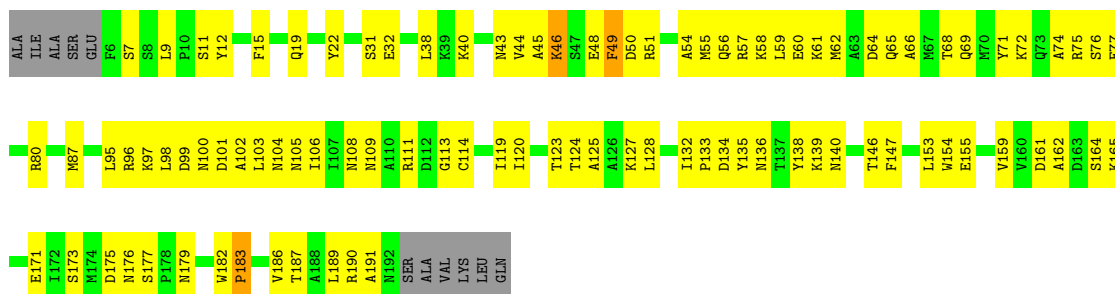 ALA ILE ALA SER GLU F6 S7 S8 L9 P10 S11 Y12 F15 Q19 Y22 S31 E32 L38 K39 K40 N43 V44 A45 K46 S47 E48 F49 D50 R51 A54 M55 Q56 R57 K58 L59 E60 K61 M62 A63 D64 Q65 A66 M67 T68 Q69 M70 Y71 K72 Q73 A74 R75 S76
R80 M87 L95 R96 K97 L98 D99 N100 D101 A102 L103 N104 N105 I106 I107 N108 N109 A110 R111 D112 G113 C114 I119 I120 T123 T124 A125 A126 K127 L128 I132 P133 D134 Y135 N136 T137 Y138 K139 N140 T146 F147 L153 W154 E155 V159 V160 D161 A162 D163 S164
E171 I172 S173 M174 D175 N176 S177 P178 N179 W182 P183 V186 T187 A188 L189 R190 A191 N192 SER ALA VAL LYS LEU GLN